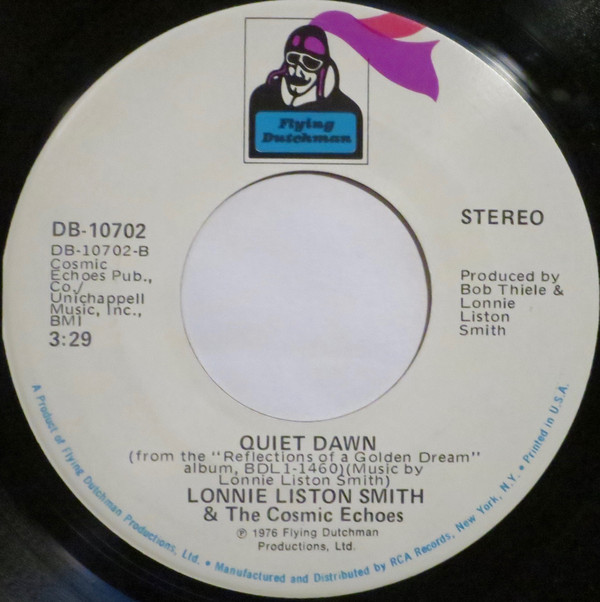 Flying
Dutchman
DB-10702
DB-10702-B
Cosmic
Echoes Pub.,
Co./
Unichappell
Music, Inc.,
BMI
3:29
STEREO
Produced by
Bob Thiele &
Lonnie
Liston
Smith
QUIET DAWN
(from the "Reflections of a Golden Dream"
album, BDL1-1460)(Music by
Lonnie Liston Smith)
LONNIE LISTON SMITH
& The Cosmic Echoes
℗ 1976 Flying Dutchman
Productions, Ltd.
A Product of Flying Dutchman Productions, Ltd. • Manufactured and Distributed by RCA Records, New York, N.Y. • Printed in U.S.A.